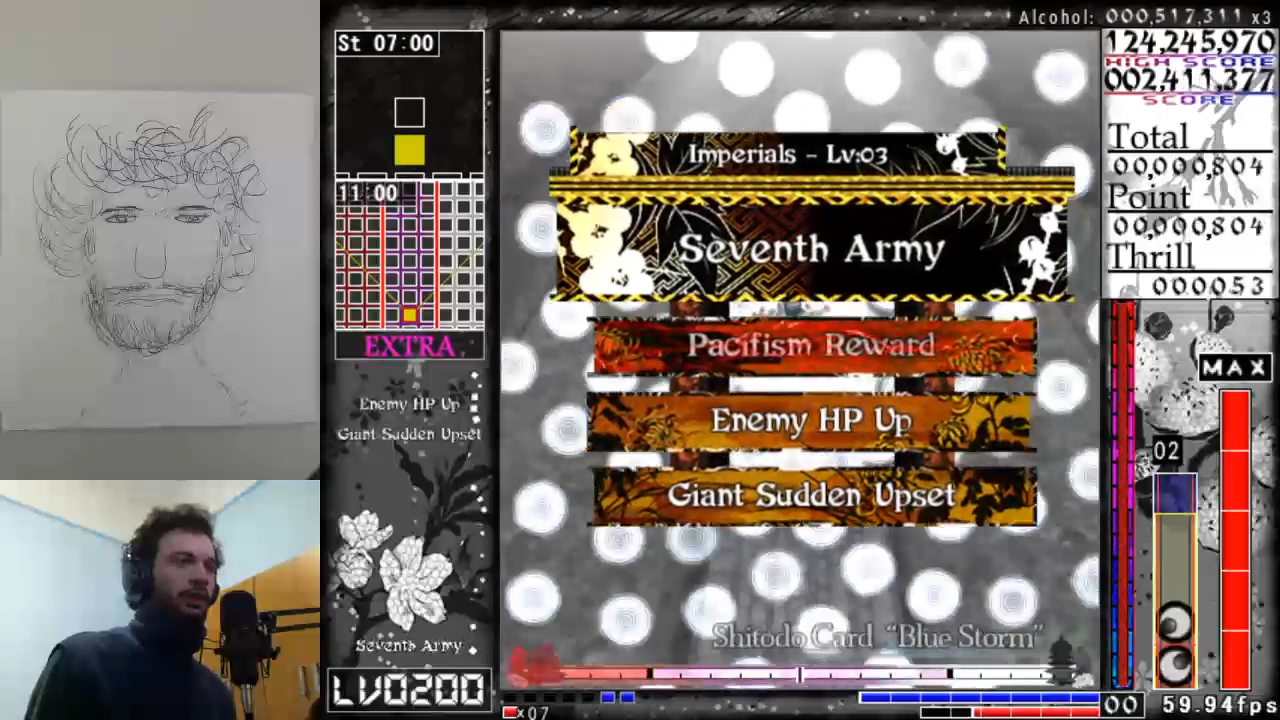 Alcohol: 000,517,311 x3
St 07:00
124,245,970
HIGH SCORE
002,411,377
SCORE
Total
00,000,804
Point
00,000,804
Thrill
000053
Imperials - Lv:03
Seventh Army
Pacifism Reward
Enemy HP Up
Giant Sudden Upset
11:00
EXTRA
Enemy HP Up
Giant Sudden Upset
Seventh Army
LV0200
MAX
02
Shitodo Card "Blue Storm"
×07
00
59.94fps